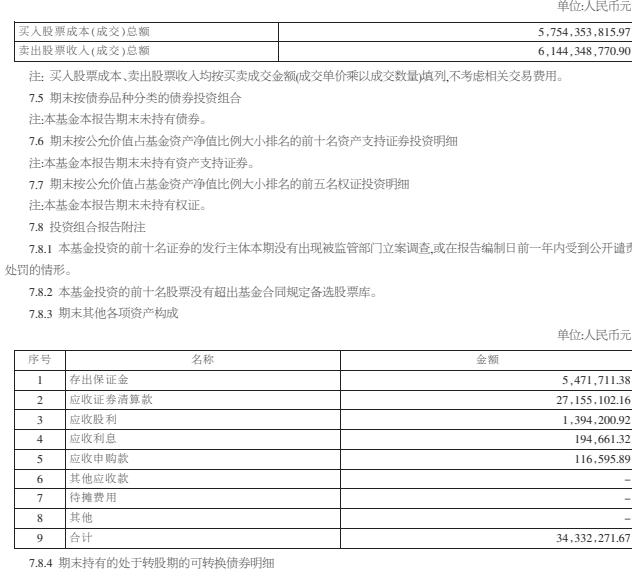 单位:人民币元
买入股票成本(成交)总额 5,754,353,815.97
卖出股票收入(成交)总额 6,144,348,770.90
注: 买入股票成本、卖出股票收入均按买卖成交金额(成交单价乘以成交数量)填列,不考虑相关交易费用。
7.5 期末按债券品种分类的债券投资组合
注:本基金本报告期末未持有债券。
7.6 期末按公允价值占基金资产净值比例大小排名的前十名资产支持证券投资明细
注:本基金本报告期末未持有资产支持证券。
7.7 期末按公允价值占基金资产净值比例大小排名的前五名权证投资明细
注:本基金本报告期末未持有权证。
7.8 投资组合报告附注
7.8.1 本基金投资的前十名证券的发行主体本期没有出现被监管部门立案调查,或在报告编制日前一年内受到公开谴责
处罚的情形。
7.8.2 本基金投资的前十名股票没有超出基金合同规定备选股票库。
7.8.3 期末其他各项资产构成
单位:人民币元
序号 名称 金额
1 存出保证金 5,471,711.38
2 应收证券清算款 27,155,102.16
3 应收股利 1,394,200.92
4 应收利息 194,661.32
5 应收申购款 116,595.89
6 其他应收款 –
7 待摊费用 –
8 其他 –
9 合计 34,332,271.67
7.8.4 期末持有的处于转股期的可转换债券明细